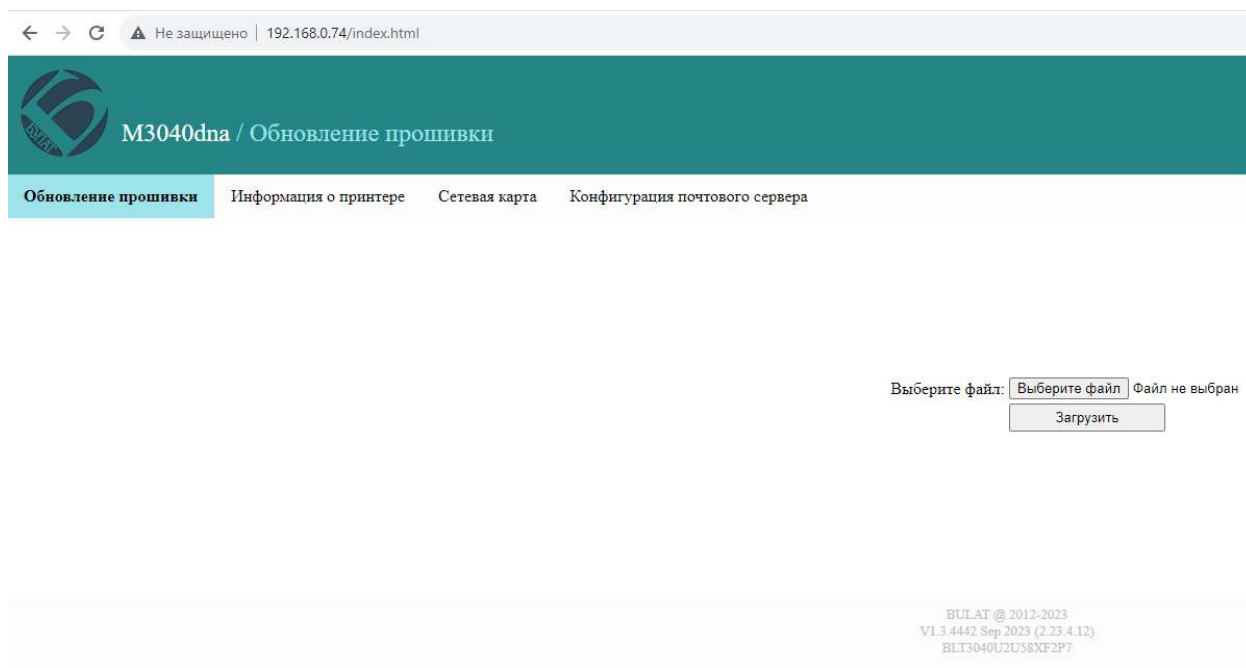 Не защищено | 192.168.0.74/index.html
БУЛАТ
M3040dna / Обновление прошивки
Обновление прошивки Информация о принтере Сетевая карта Конфигурация почтового сервера
Выберите файл: Выберите файл Файл не выбран
Загрузить
BULAT @ 2012-2023
V1.3.4442 Sep 2023 (2.23.4.12)
BLT3040U2U58XF2P7